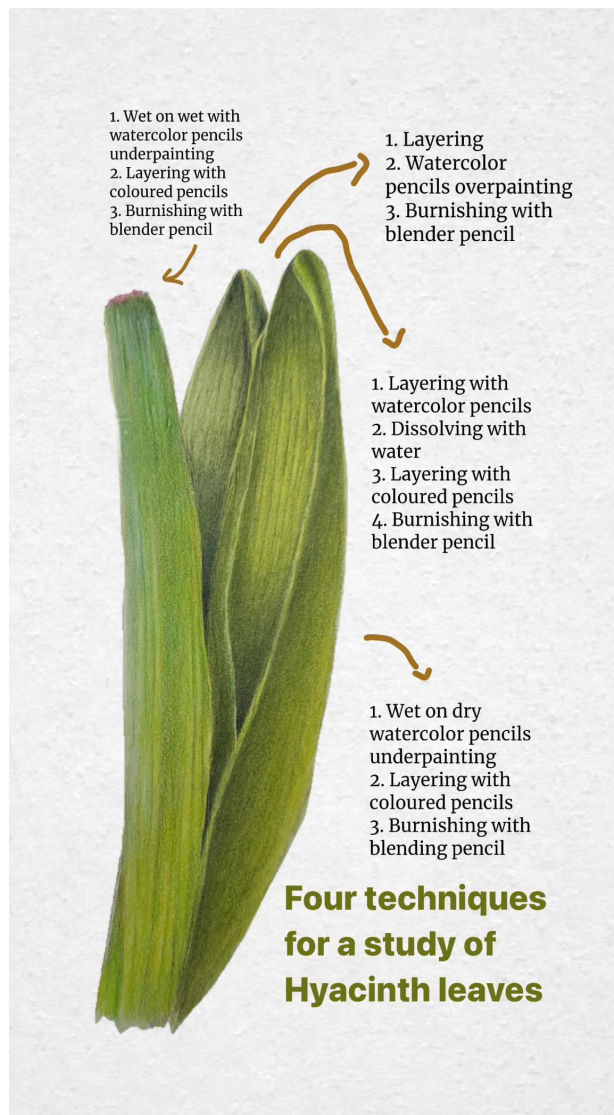 1. Wet on wet with
watercolor pencils
underpainting
2. Layering with
coloured pencils
3. Burnishing with
blender pencil
1. Layering
2. Watercolor
pencils overpainting
3. Burnishing with
blender pencil
1. Layering with
watercolor pencils
2. Dissolving with
water
3. Layering with
coloured pencils
4. Burnishing with
blender pencil
1. Wet on dry
watercolor pencils
underpainting
2. Layering with
coloured pencils
3. Burnishing with
blending pencil
Four techniques
for a study of
Hyacinth leaves